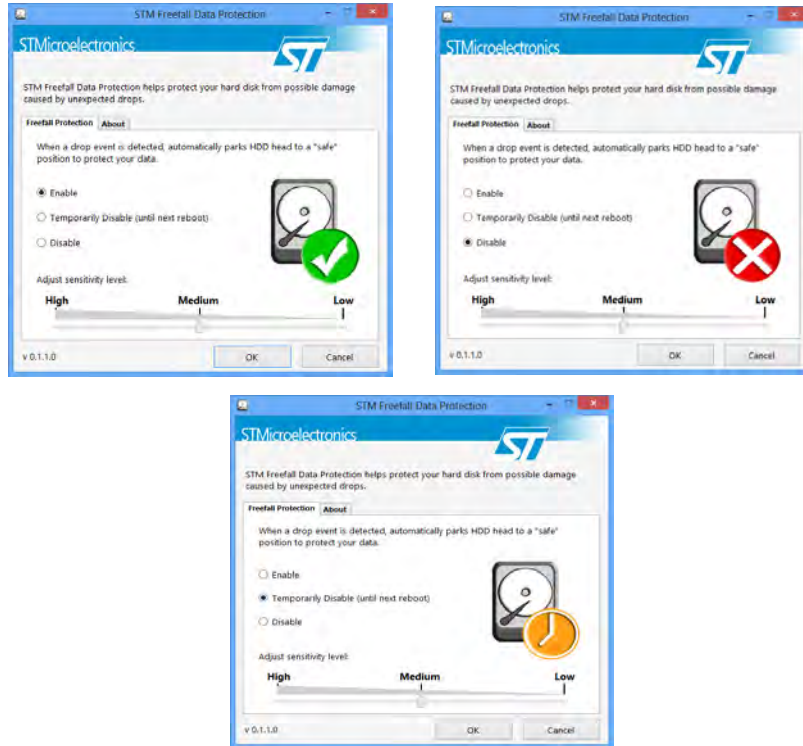 STM Freefall Data Protection
STMicroelectronics
ST
STM Freefall Data Protection helps protect your hard disk from possible damage
caused by unexpected drops.
Freefall Protection About
When a drop event is detected, automatically parks HDD head to a "safe"
position to protect your data.
Enable
Temporarily Disable (until next reboot)
Disable
Adjust sensitivity level:
High Medium Low
v 0.1.1.0 OK Cancel
STM Freefall Data Protection
STMicroelectronics
ST
STM Freefall Data Protection helps protect your hard disk from possible damage
caused by unexpected drops.
Freefall Protection About
When a drop event is detected, automatically parks HDD head to a "safe"
position to protect your data.
Enable
Temporarily Disable (until next reboot)
Disable
Adjust sensitivity level:
High Medium Low
v 0.1.1.0 OK Cancel
STM Freefall Data Protection
STMicroelectronics
ST
STM Freefall Data Protection helps protect your hard disk from possible damage
caused by unexpected drops.
Freefall Protection About
When a drop event is detected, automatically parks HDD head to a "safe"
position to protect your data.
Enable
Temporarily Disable (until next reboot)
Disable
Adjust sensitivity level:
High Medium Low
v 0.1.1.0 OK Cancel